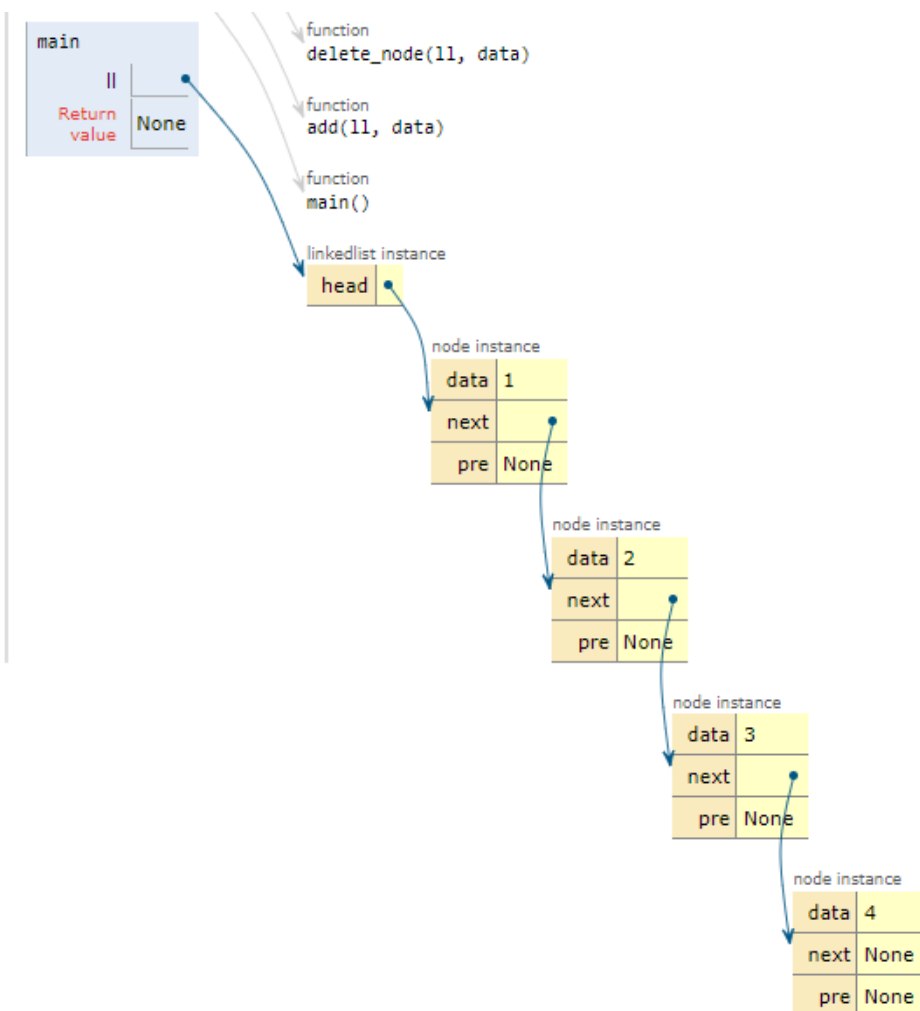 main
ll
Return
value
None
function
delete_node(ll, data)
function
add(ll, data)
function
main()
linkedlist instance
head
node instance
data 1
next
pre None
node instance
data 2
next
pre None
node instance
data 3
next
pre None
node instance
data 4
next None
pre None